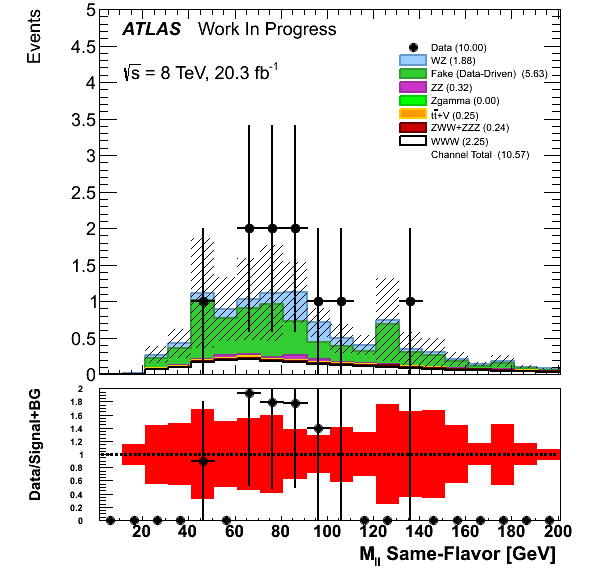 Events
ATLAS Work In Progress
√s = 8 TeV, 20.3 fb-1
Data (10.00)
WZ (1.88)
Fake (Data-Driven) (5.63)
ZZ (0.32)
Zgamma (0.00)
tt̄+V (0.25)
ZWW+ZZZ (0.24)
WWW (2.25)
Channel Total (10.57)
5
4.5
4
3.5
3
2.5
2
1.5
1
0.5
0
Data/Signal+BG
2
1.8
1.6
1.4
1.2
1
0.8
0.6
0.4
0.2
0
20 40 60 80 100 120 140 160 180 200
Mll Same-Flavor [GeV]